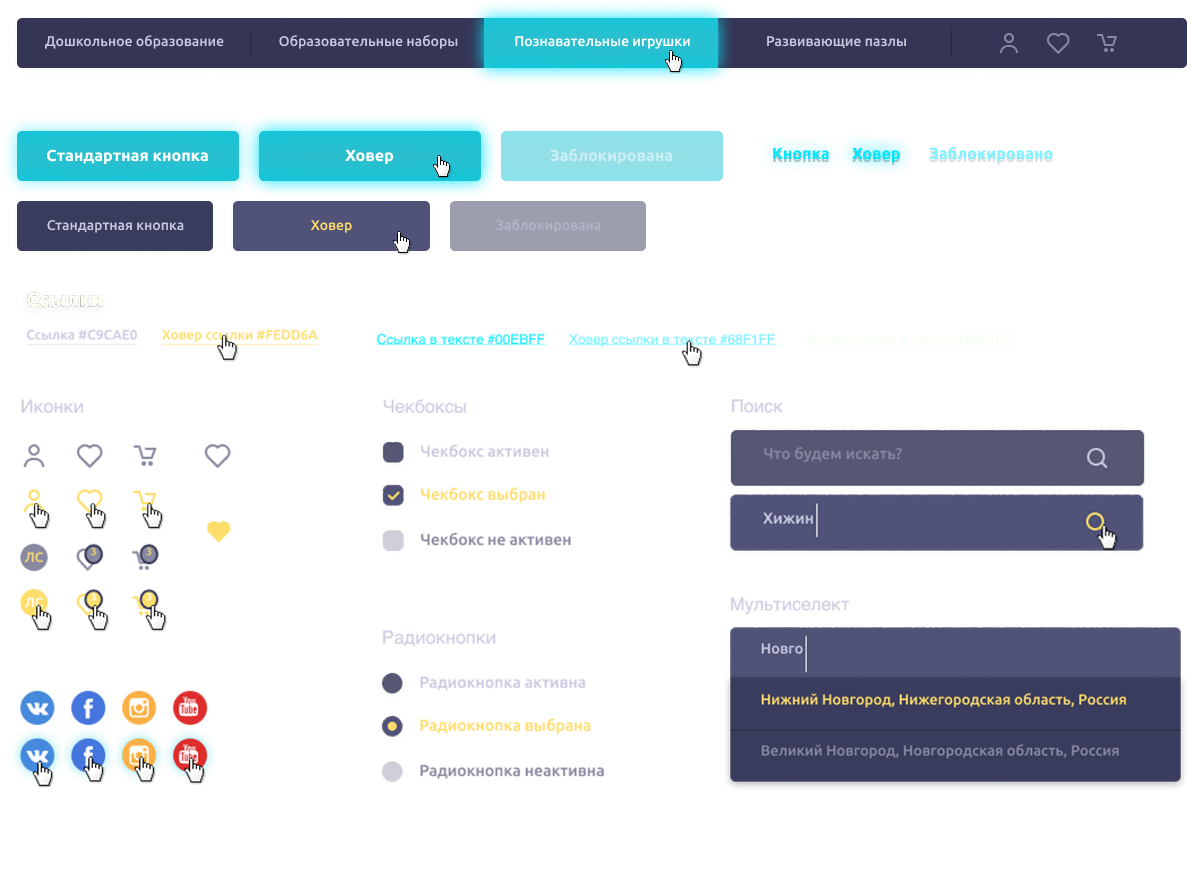 Дошкольное образование
Образовательные наборы
Познавательные игрушки
Развивающие пазлы
Стандартная кнопка
Ховер
Заблокирована
Кнопка
Ховер
Заблокировано
Стандартная кнопка
Ховер
Заблокирована
Ссылки
Ссылка #C9CAE0
Ховер ссылки #FEDD6A
Ссылка в тексте #00EBFF
Ховер ссылки в тексте #68F1FF
Иконки
Чекбоксы
Поиск
Чекбокс активен
Что будем искать?
Чекбокс выбран
Хижин
Чекбокс не активен
ЛС
3
3
ЛС
3
3
Мультиселект
Радиокнопки
Новго
Радиокнопка активна
Нижний Новгород, Нижегородская область, Россия
Радиокнопка выбрана
Великий Новгород, Новгородская область, Россия
Радиокнопка неактивна
You
Tube
You
Tube